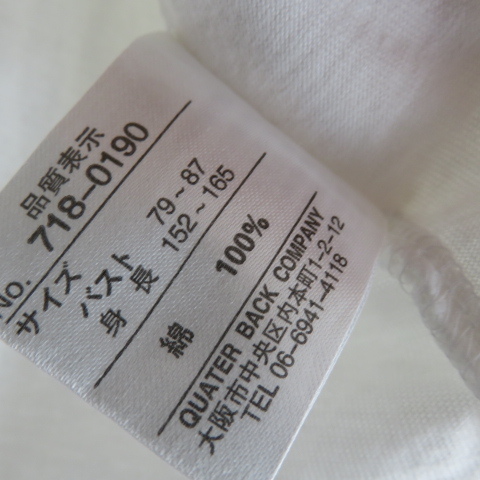 品質表示
No. 718-0190
サイズ
バスト 79~87
身長 152~165
綿 100%
QUATER BACK COMPANY
大阪市中央区内本町1-2-12
TEL 06-6941-4118